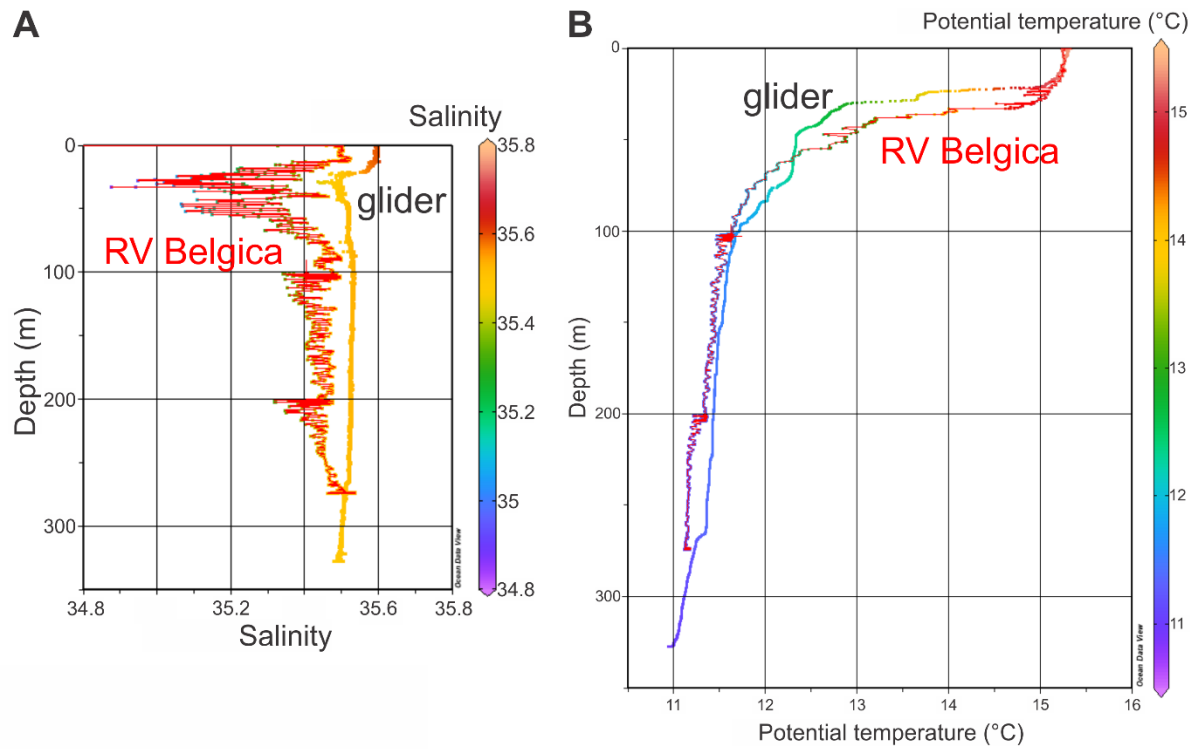 A
Salinity
0
100
200
300
Depth (m)
34.8
35.2
35.6
35.8
Salinity
RV Belgica
glider
Ocean Data View
35.8
35.6
35.4
35.2
35
34.8
B
Potential temperature (°C)
0
100
200
300
Depth (m)
11
12
13
14
15
16
Potential temperature (°C)
glider
RV Belgica
Ocean Data View
15
14
13
12
11